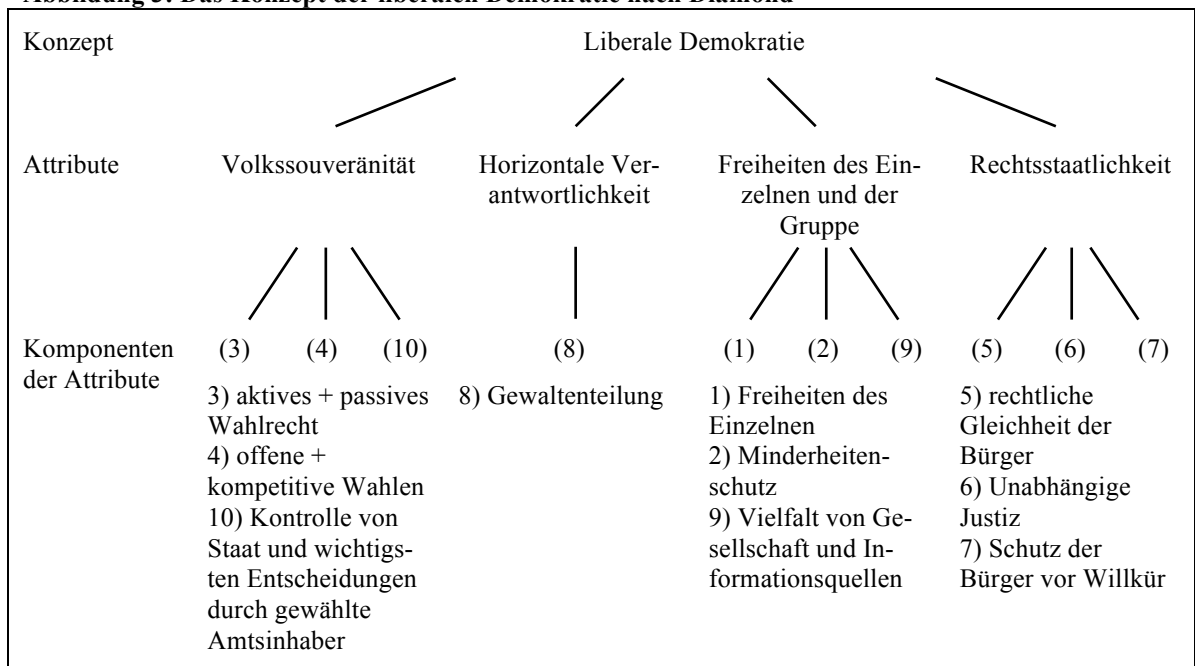 Abbildung 3: Das Konzept der liberalen Demokratie nach Diamond
Konzept
Liberale Demokratie
Attribute
Volkssouveränität
Horizontale Ver-
antwortlichkeit
Freiheiten des Ein-
zelnen und der
Gruppe
Rechtsstaatlichkeit
Komponenten
der Attribute
(3) (4) (10)
(8)
(1) (2) (9)
(5) (6) (7)
3) aktives + passives
Wahlrecht
4) offene +
kompetitive Wahlen
10) Kontrolle von
Staat und wichtigs-
ten Entscheidungen
durch gewählte
Amtsinhaber
8) Gewaltenteilung
1) Freiheiten des
Einzelnen
2) Minderheiten-
schutz
9) Vielfalt von Ge-
sellschaft und In-
formationsquellen
5) rechtliche
Gleichheit der
Bürger
6) Unabhängige
Justiz
7) Schutz der
Bürger vor Willkür